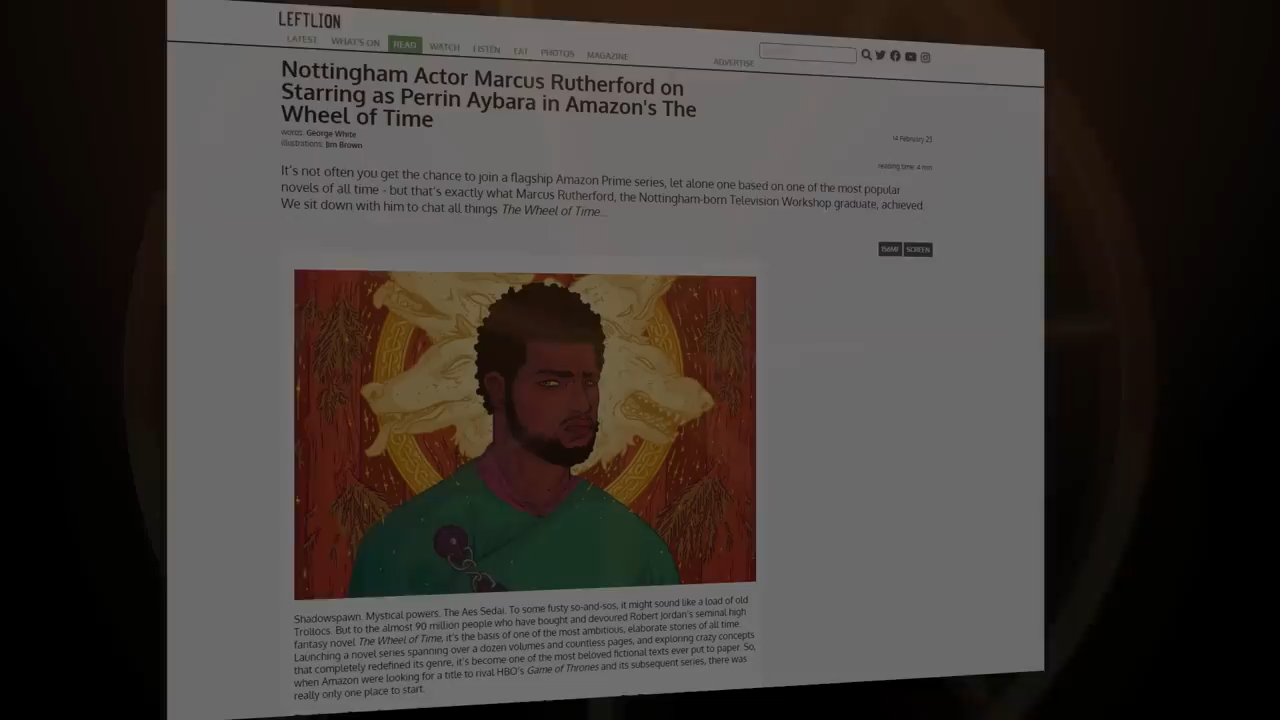 LEFTLION
LATEST WHAT'S ON READ WATCH LISTEN EAT PHOTOS MAGAZINE ADVERTISE
Nottingham Actor Marcus Rutherford on
Starring as Perrin Aybara in Amazon's The
Wheel of Time
words: George White
illustrations: Jim Brown
14 February 23
reading time: 4 min
It's not often you get the chance to join a flagship Amazon Prime series, let alone one based on one of the most popular
novels of all time - but that's exactly what Marcus Rutherford, the Nottingham-born Television Workshop graduate, achieved.
We sit down with him to chat all things The Wheel of Time...
SCREEN
Shadowspawn. Mystical powers. The Aes Sedai. To some fusty so-and-sos, it might sound like a load of old
Trollocs. But to the almost 90 million people who have bought and devoured Robert Jordan's seminal high
fantasy novel The Wheel of Time, it's the basis of one of the most ambitious, elaborate stories of all time.
Launching a novel series spanning over a dozen volumes and countless pages, and exploring crazy concepts
that completely redefined its genre, it's become one of the most beloved fictional texts ever put to paper. So,
when Amazon were looking for a title to rival HBO's Game of Thrones and its subsequent series, there was
really only one place to start.